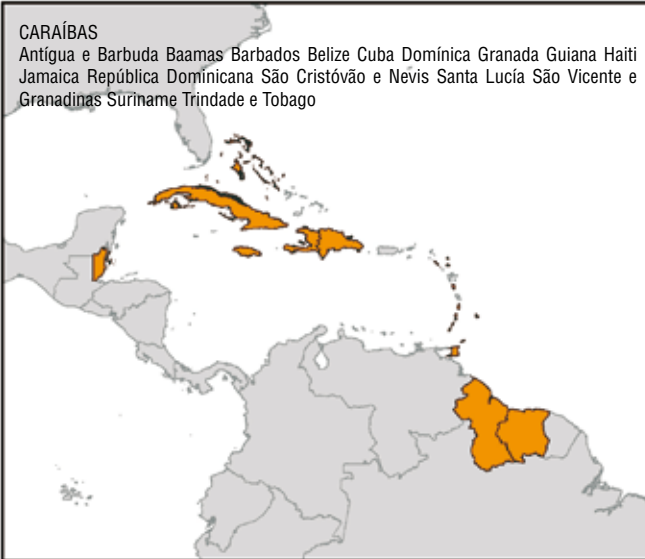 CARAÍBAS
Antígua e Barbuda Baamas Barbados Belize Cuba Domínica Granada Guiana Haiti
Jamaica República Dominicana São Cristóvão e Nevis Santa Lucía São Vicente e
Granadinas Suriname Trindade e Tobago